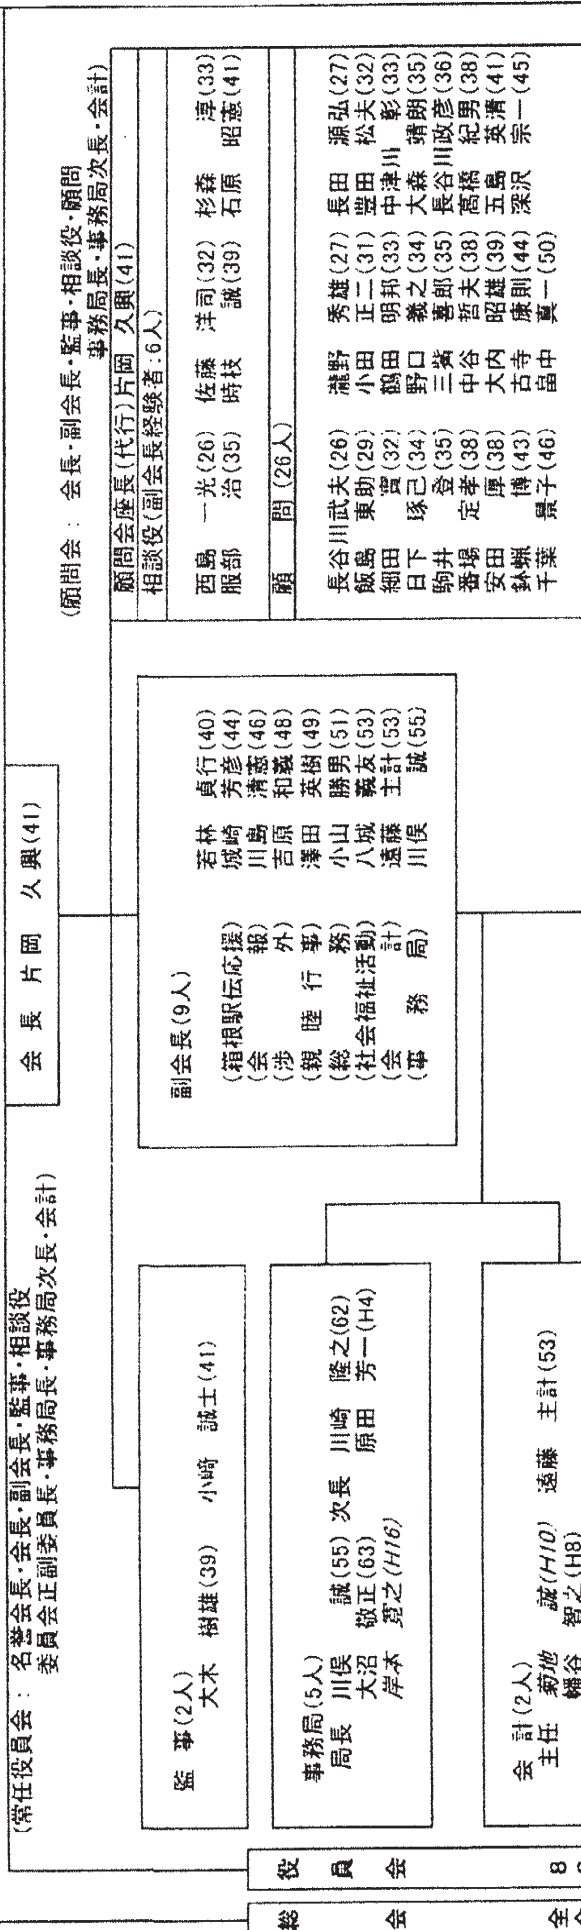 (常任役員会: 名誉会長・会長・副会長・監事・相談役
委員会正副委員長・事務局長・事務局次長・会計)
会 長 片 岡 久 興(41)
(顧問会: 会長・副会長・監事・相談役・顧問
事務局長・事務局次長・会計)
監 事(2人)
大木 樹雄(39) 小﨑 誠士(41)
事務局(5人)
局長 川俣 誠(55) 次長 川崎 隆之(62)
大沼 敬正(63) 原田 芳一(H4)
岸本 寛之(H16)
会 計(2人)
主任 菊地 誠(H10) 遠藤 主計(53)
幡谷 智之(H8)
副会長(9人)
若林 貞行(40)
(箱根駅伝応援) 城崎 芳彦(44)
(会 報) 川島 清憲(46)
(渉 外) 吉原 和義(48)
(親 睦 行 事) 澤田 英樹(49)
(総 務) 小山 勝男(51)
(社会福祉活動) 八城 義友(53)
(会 計) 遠藤 主計(53)
(事 務 局) 川俣 誠(55)
顧問会座長(代行)片岡 久興(41)
相談役(副会長経験者:6人)
西島 一光(26) 佐藤 洋司(32) 杉森 淳(33)
服部 治(35) 時枝 誠(39) 石原 昭憲(41)
顧 問(26人)
長谷川武夫(26) 瀧野 秀雄(27) 長田 源弘(27)
飯島 東助(29) 小田 正二(31) 豊田 松夫(32)
細田 實(32) 鶴田 明邦(33) 中津川 彰(33)
日下 琢己(34) 野口 義之(34) 大森 靖朗(35)
駒井 登(35) 三觜 喜郎(35) 長谷川政彦(36)
番場 定孝(38) 中谷 哲夫(38) 高橋 紀男(38)
安田 厚(38) 大内 昭雄(39) 五島 英清(41)
鉢蝋 博(43) 古寺 康則(44) 深沢 宗一(45)
千葉 景子(46) 畠中 真一(50)
役 員 会
8
総 会
全